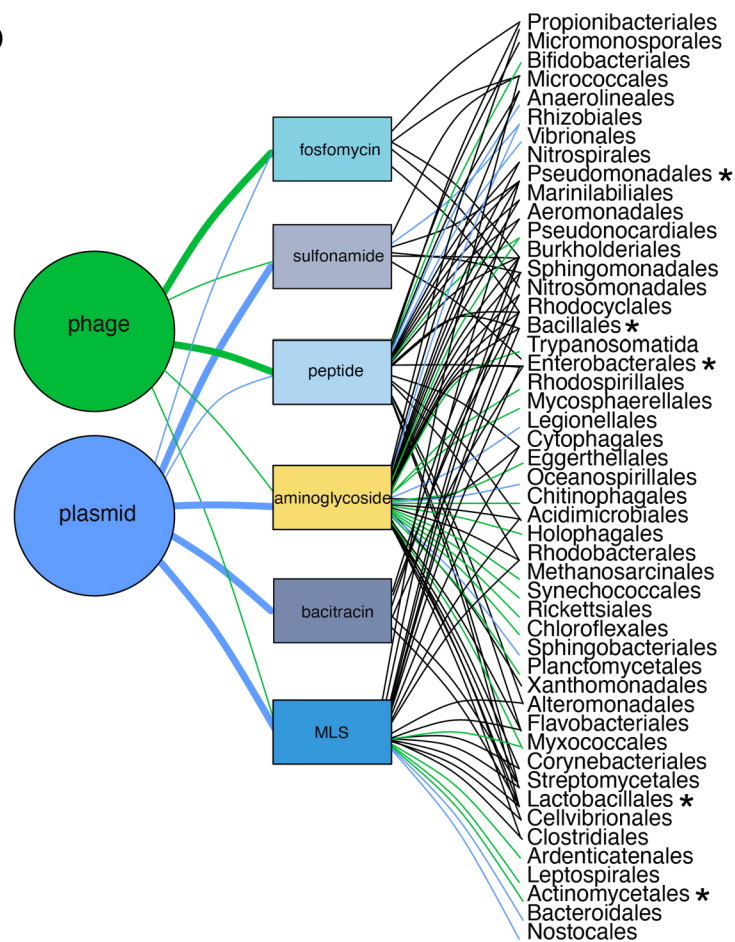 phage
plasmid
fosfomycin
sulfonamide
peptide
aminoglycoside
bacitracin
MLS
Propionibacteriales
Micromonosporales
Bifidobacteriales
Micrococcales
Anaerolineales
Rhizobiales
Vibrionales
Nitrospirales
Pseudomonadales *
Marinilabiliales
Aeromonadales
Pseudonocardiales
Burkholderiales
Sphingomonadales
Nitrosomonadales
Rhodocyclales
Bacillales *
Trypanosomatida
Enterobacterales *
Rhodospirillales
Mycosphaerellales
Legionellales
Cytophagales
Eggerthellales
Oceanospirillales
Chitinophagales
Acidimicrobiales
Holophagales
Rhodobacterales
Methanosarcinales
Synechococcales
Rickettsiales
Chloroflexales
Sphingobacteriales
Planctomycetales
Xanthomonadales
Alteromonadales
Flavobacteriales
Myxococcales
Corynebacteriales
Streptomycetales
Lactobacillales *
Cellvibrionales
Clostridiales
Ardenticatenales
Leptospirales
Actinomycetales *
Bacteroidales
Nostocales